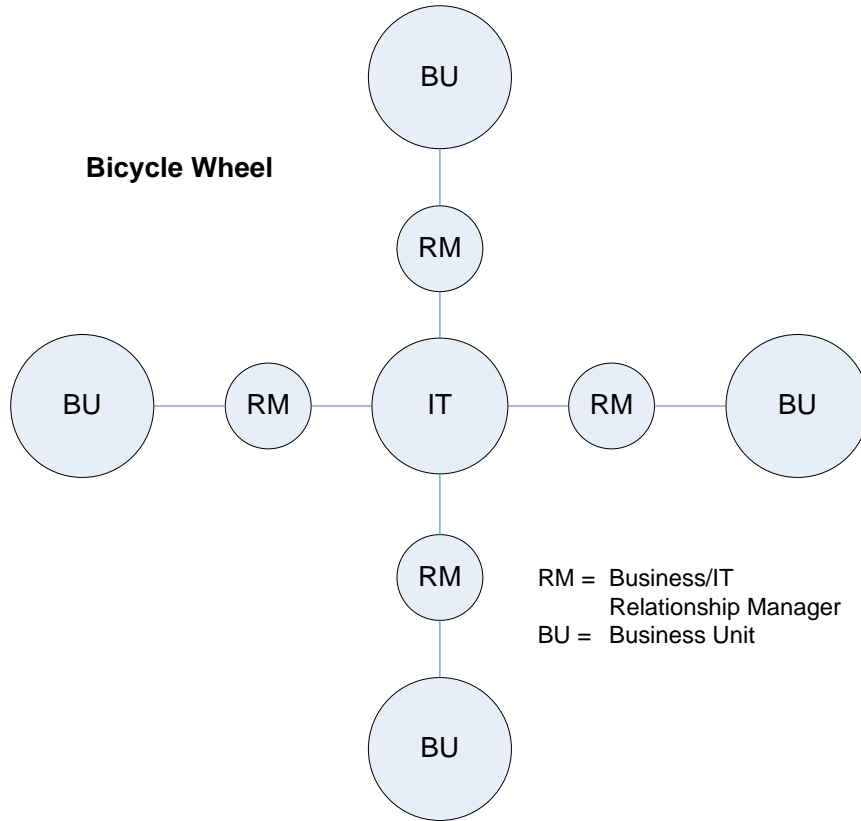 BU
Bicycle Wheel
RM
BU
RM
IT
RM
BU
RM
RM = Business/IT
Relationship Manager
BU = Business Unit
BU